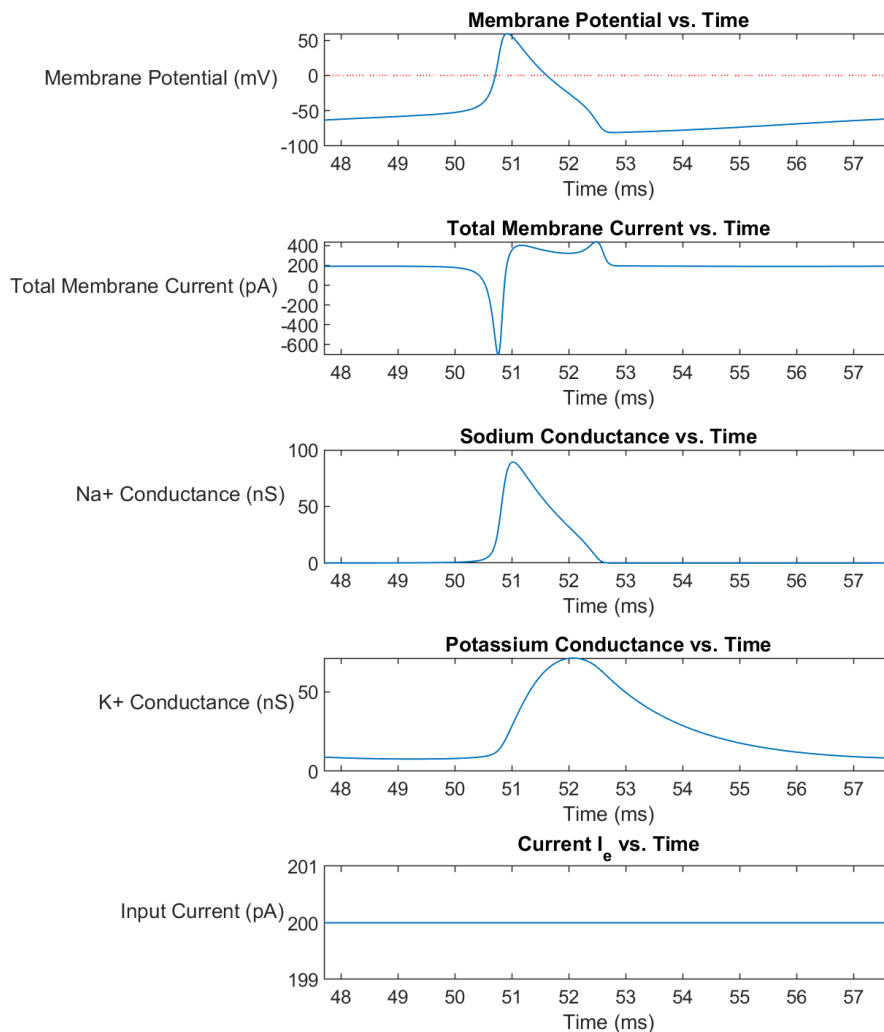 Membrane Potential vs. Time
50
0
-50
-100
Membrane Potential (mV)
48 49 50 51 52 53 54 55 56 57
Time (ms)
Total Membrane Current vs. Time
400
200
0
-200
-400
-600
Total Membrane Current (pA)
48 49 50 51 52 53 54 55 56 57
Time (ms)
Sodium Conductance vs. Time
100
50
0
Na+ Conductance (nS)
48 49 50 51 52 53 54 55 56 57
Time (ms)
Potassium Conductance vs. Time
50
0
K+ Conductance (nS)
48 49 50 51 52 53 54 55 56 57
Time (ms)
Current I_e vs. Time
201
200
199
Input Current (pA)
48 49 50 51 52 53 54 55 56 57
Time (ms)